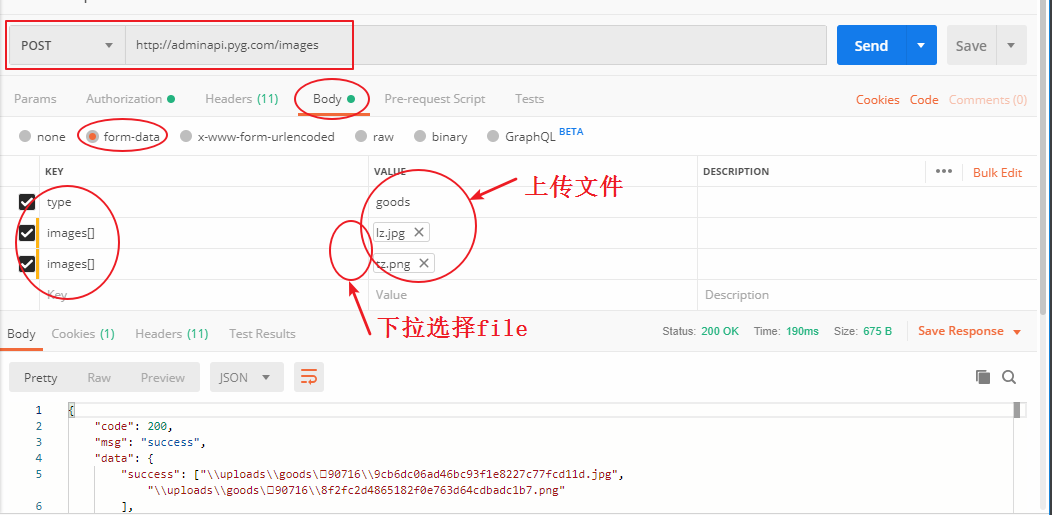 POST http://adminapi.pyg.com/images Send Save
Params Authorization Headers (11) Body Pre-request Script Tests Cookies Code Comments (0)
none form-data x-www-form-urlencoded raw binary GraphQL BETA
KEY VALUE DESCRIPTION ••• Bulk Edit
type goods
上传文件
images[] lz.jpg ✕
images[] tz.png ✕
Key Value Description
下拉选择file
Body Cookies (1) Headers (11) Test Results Status: 200 OK Time: 190ms Size: 675 B Save Response
Pretty Raw Preview JSON
1 {
2 "code": 200,
3 "msg": "success",
4 "data": {
5 "success": ["\\uploads\\goods\□90716\\9cb6dc06ad46bc93f1e8227c77fcd11d.jpg",
"\\uploads\\goods\□90716\\8f2fc2d4865182f0e763d64cdbadc1b7.png"
6 ],